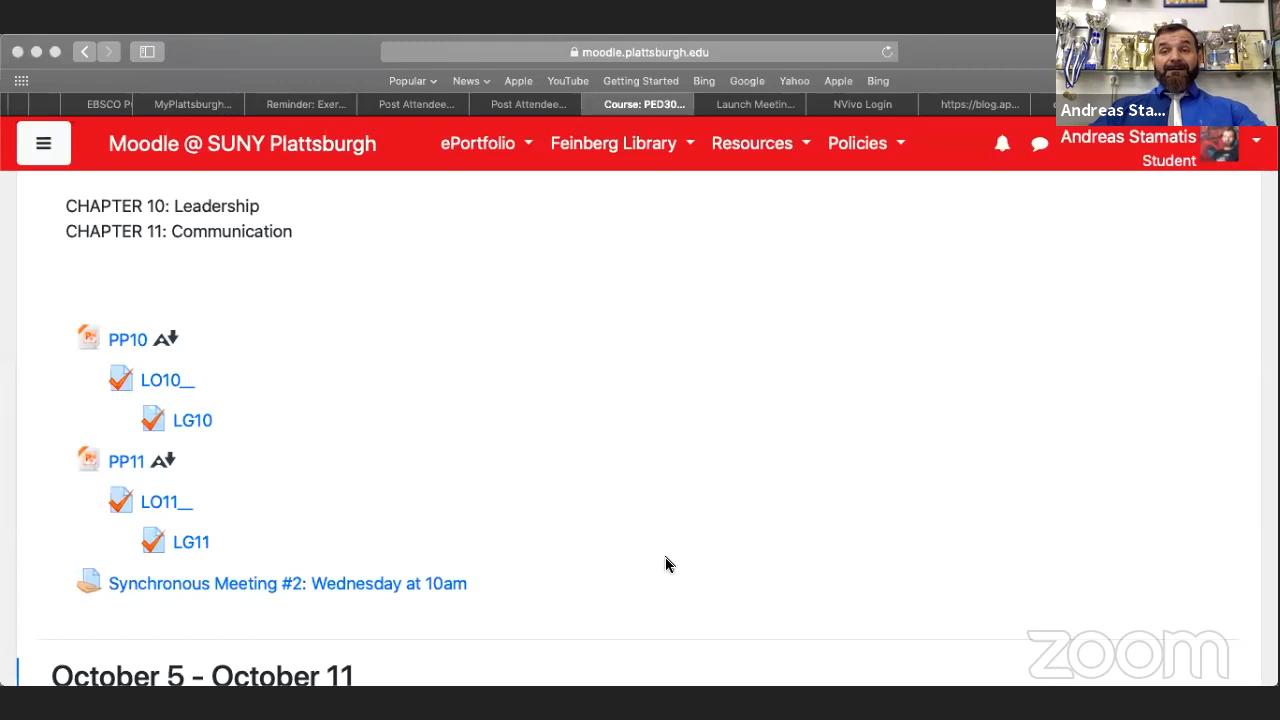 moodle.plattsburgh.edu
Popular News Apple YouTube Getting Started Bing Google Yahoo Apple Bing
EBSCO P MyPlattsburgh... Reminder: Exer... Post Attendee... Post Attendee... Course: PED30... Launch Meetin... NVivo Login https://blog.ap...
Andreas Sta...
Moodle @ SUNY Plattsburgh ePortfolio Feinberg Library Resources Policies Andreas Stamatis
Student
CHAPTER 10: Leadership
CHAPTER 11: Communication
PP10
LO10__
LG10
PP11
LO11__
LG11
Synchronous Meeting #2: Wednesday at 10am
October 5 - October 11
zoom